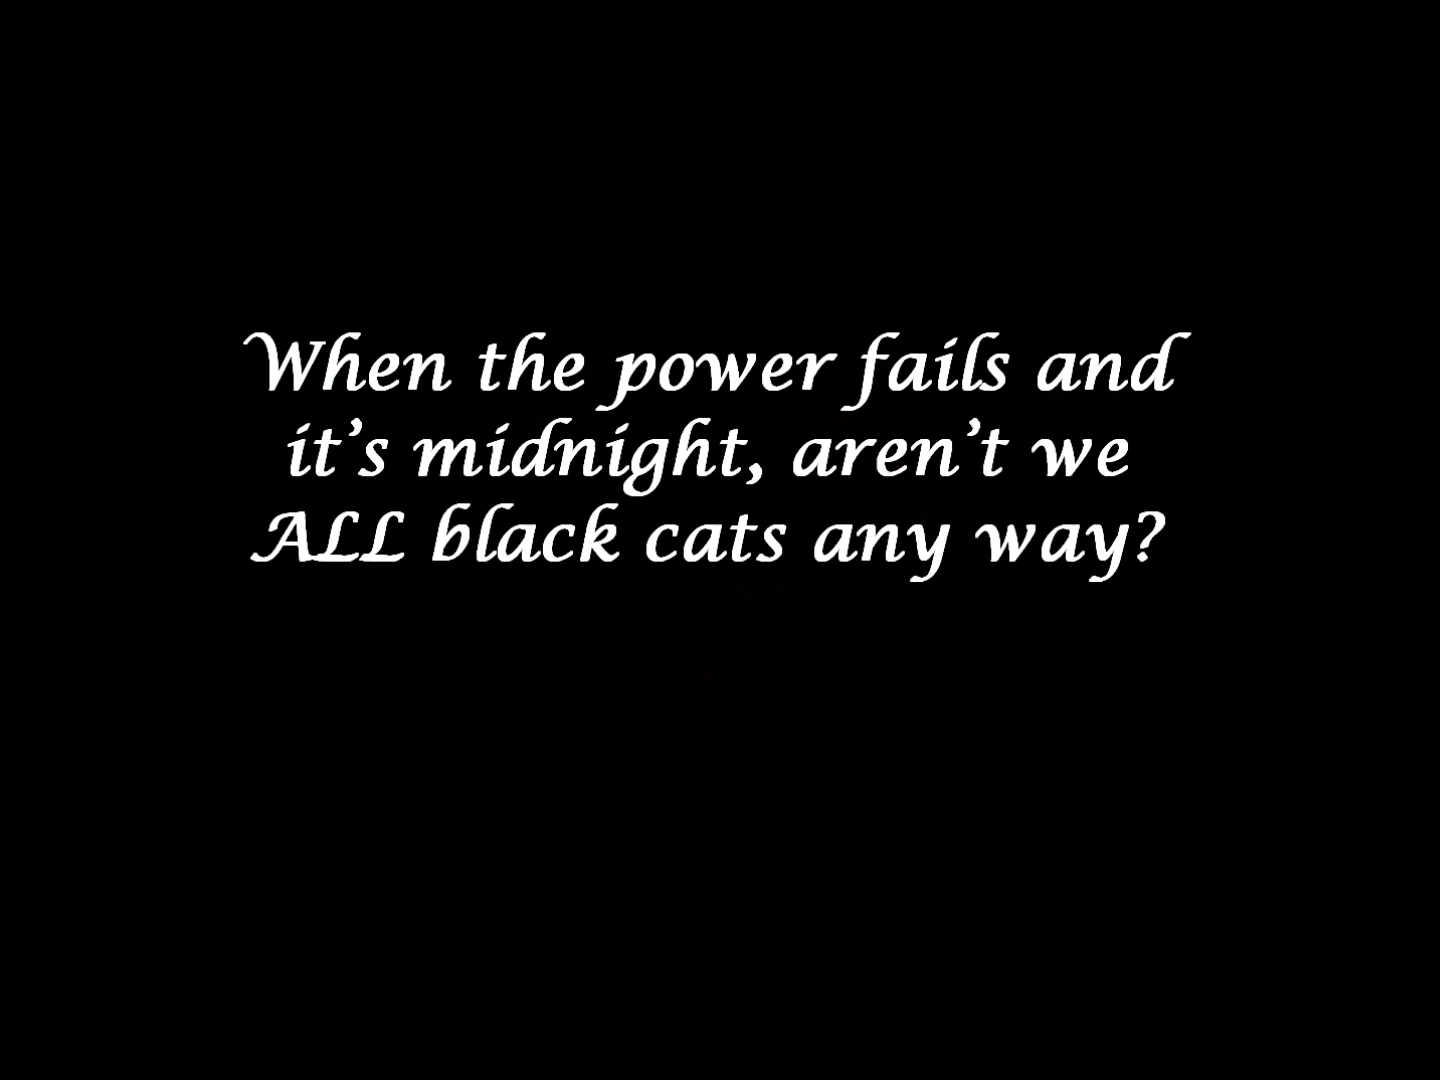 When the power fails and
it’s midnight, aren’t we
ALL black cats any way?